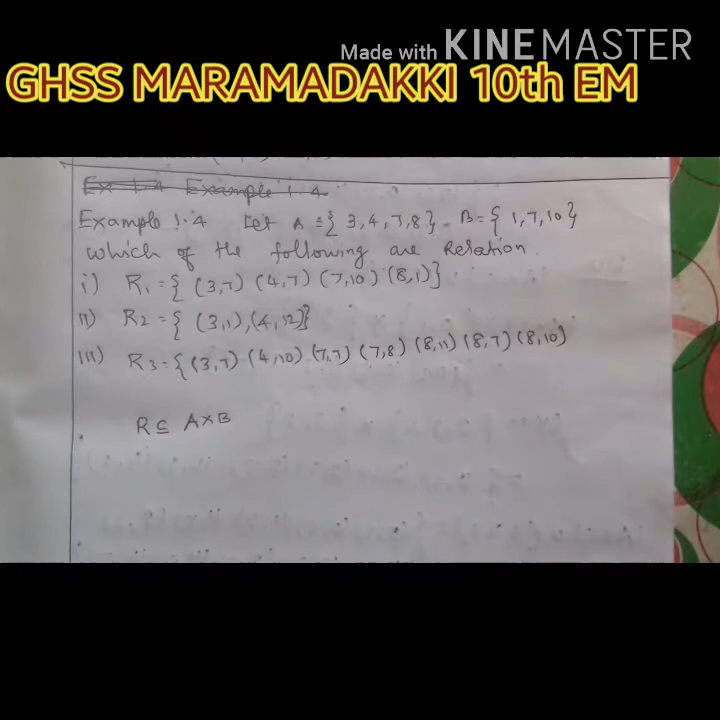 Made with KINEMASTER
GHSS MARAMADAKKI 10th EM
Ex 1.4 Example 1.4
Example 1.4 Let A = {3,4,7,8} B = {1,7,10}
which of the following are Relation
i) R1 = { (3,7) (4,7) (7,10) (8,1)}
ii) R2 = { (3,1), (4,12)}
iii) R3 = { (3,7) (4,10) (7,7) (7,8) (8,11) (8,7) (8,10)
R ⊆ A×B